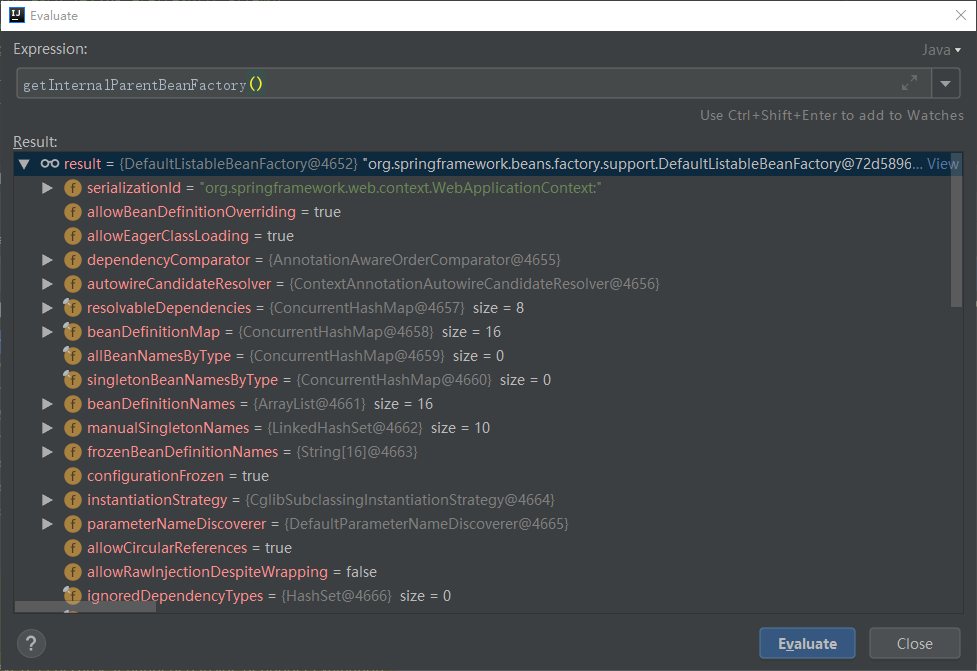 Evaluate
Expression:
Java
getInternalParentBeanFactory()
Use Ctrl+Shift+Enter to add to Watches
Result:
result = {DefaultListableBeanFactory@4652} "org.springframework.beans.factory.support.DefaultListableBeanFactory@72d5896... View
serializationId = "org.springframework.web.context.WebApplicationContext:"
allowBeanDefinitionOverriding = true
allowEagerClassLoading = true
dependencyComparator = {AnnotationAwareOrderComparator@4655}
autowireCandidateResolver = {ContextAnnotationAutowireCandidateResolver@4656}
resolvableDependencies = {ConcurrentHashMap@4657} size = 8
beanDefinitionMap = {ConcurrentHashMap@4658} size = 16
allBeanNamesByType = {ConcurrentHashMap@4659} size = 0
singletonBeanNamesByType = {ConcurrentHashMap@4660} size = 0
beanDefinitionNames = {ArrayList@4661} size = 16
manualSingletonNames = {LinkedHashSet@4662} size = 10
frozenBeanDefinitionNames = {String[16]@4663}
configurationFrozen = true
instantiationStrategy = {CglibSubclassingInstantiationStrategy@4664}
parameterNameDiscoverer = {DefaultParameterNameDiscoverer@4665}
allowCircularReferences = true
allowRawInjectionDespiteWrapping = false
ignoredDependencyTypes = {HashSet@4666} size = 0
?
Evaluate
Close